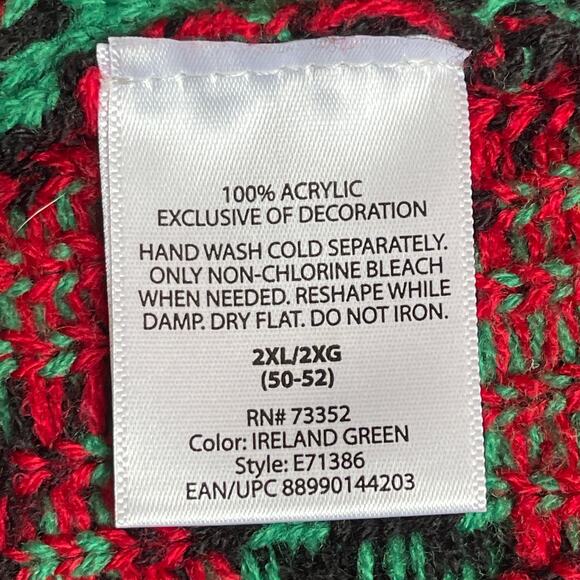 100% ACRYLIC
EXCLUSIVE OF DECORATION
HAND WASH COLD SEPARATELY.
ONLY NON-CHLORINE BLEACH
WHEN NEEDED. RESHAPE WHILE
DAMP. DRY FLAT. DO NOT IRON.
2XL/2XG
(50-52)
RN# 73352
Color: IRELAND GREEN
Style: E71386
EAN/UPC 88990144203